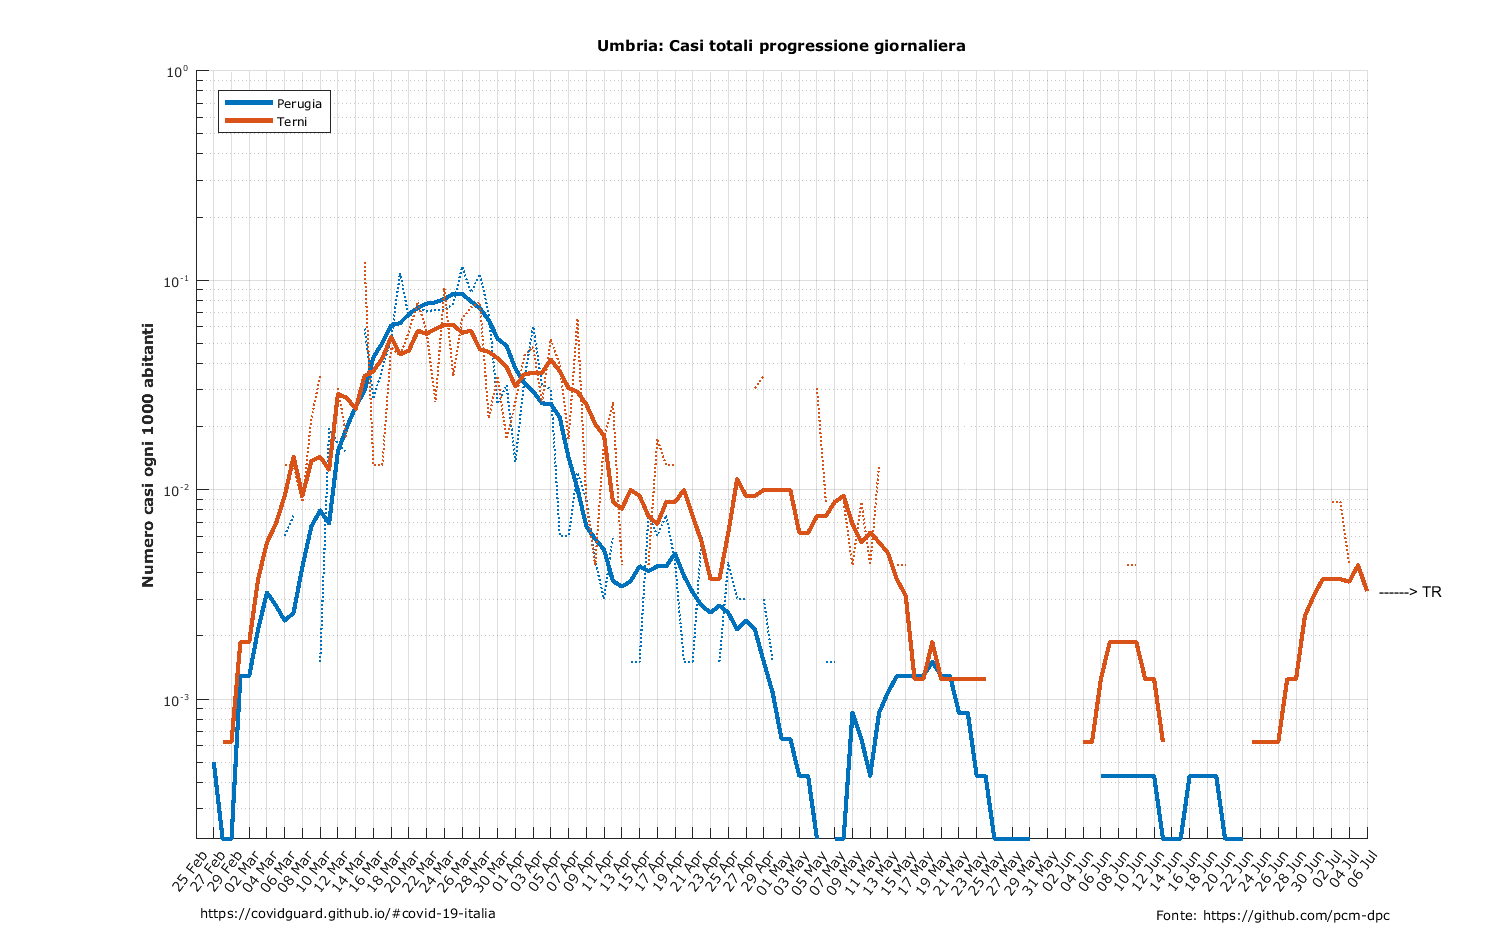 Umbria: Casi totali progressione giornaliera
10^0
10^-1
10^-2
10^-3
Numero casi ogni 1000 abitanti
Perugia
Terni
------> TR
25 Feb
27 Feb
29 Feb
02 Mar
04 Mar
06 Mar
08 Mar
10 Mar
12 Mar
14 Mar
16 Mar
18 Mar
20 Mar
22 Mar
24 Mar
26 Mar
28 Mar
30 Mar
01 Apr
03 Apr
05 Apr
07 Apr
09 Apr
11 Apr
13 Apr
15 Apr
17 Apr
19 Apr
21 Apr
23 Apr
25 Apr
27 Apr
29 Apr
01 May
03 May
05 May
07 May
09 May
11 May
13 May
15 May
17 May
19 May
21 May
23 May
25 May
27 May
29 May
31 May
02 Jun
04 Jun
06 Jun
08 Jun
10 Jun
12 Jun
14 Jun
16 Jun
18 Jun
20 Jun
22 Jun
24 Jun
26 Jun
28 Jun
30 Jun
02 Jul
04 Jul
06 Jul
https://covidguard.github.io/#covid-19-italia
Fonte: https://github.com/pcm-dpc